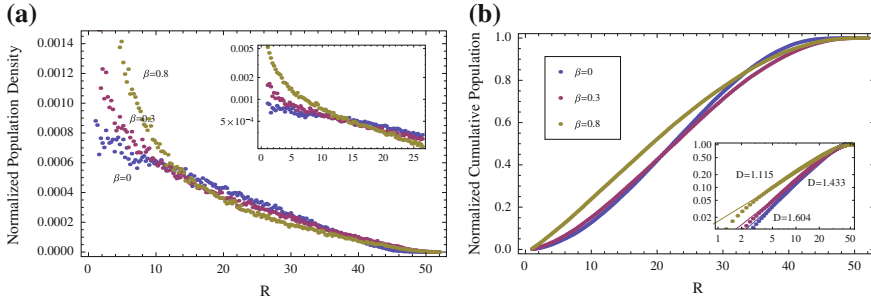 (a)
Normalized Population Density
0.0014
0.0012
0.0010
0.0008
0.0006
0.0004
0.0002
0.0000
β=0.8
β=0.3
β=0
0.005
0.002
0.001
5×10⁻⁴
0 5 10 15 20 25
0 10 20 30 40 50
R
(b)
Normalized Cumulative Population
1.0
0.8
0.6
0.4
0.2
0.0
β=0
β=0.3
β=0.8
1.00
0.50
0.20
0.10
0.05
0.02
D=1.115
D=1.433
D=1.604
1 2 5 10 20 50
0 10 20 30 40 50
R